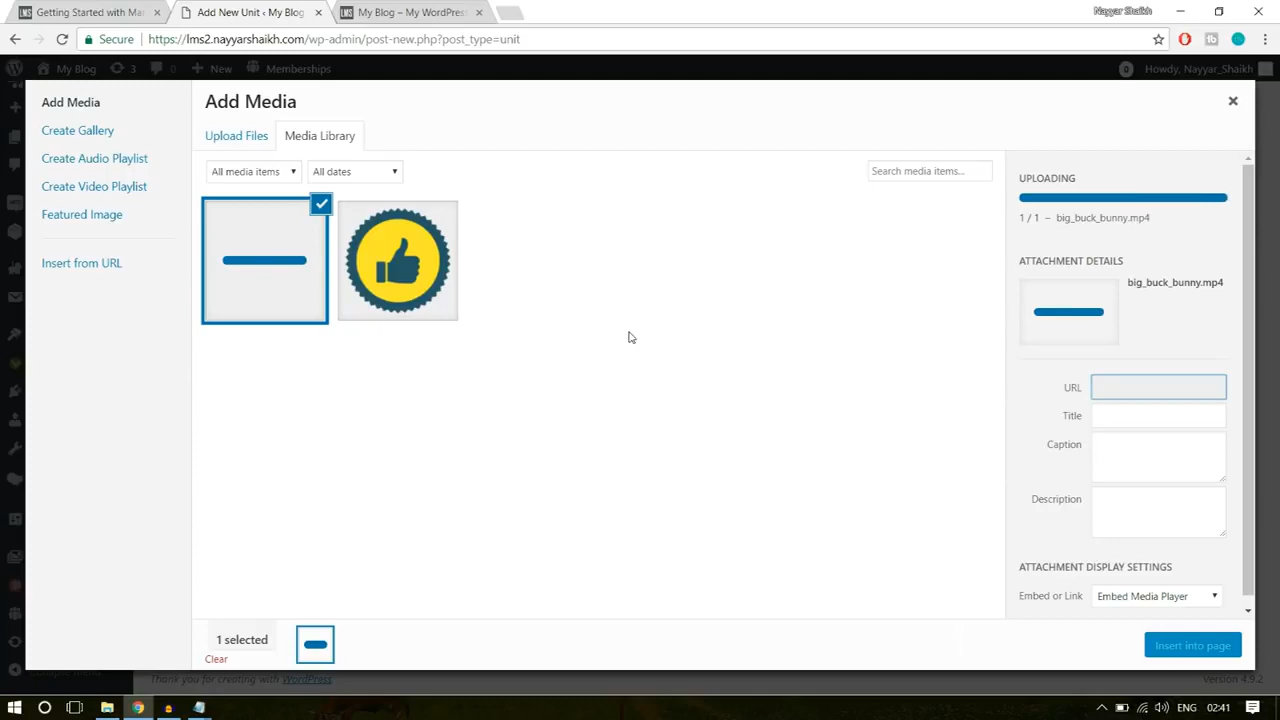 Getting Started with Mar
Add New Unit ‹ My Blog
My Blog – My WordPress
Nayyar Shaikh
Secure
https://lms2.nayyarshaikh.com/wp-admin/post-new.php?post_type=unit
My Blog
3
0
New
Memberships
0
Howdy, Nayyar_Shaikh
Add Media
Create Gallery
Create Audio Playlist
Create Video Playlist
Featured Image
Insert from URL
Add Media
Upload Files
Media Library
All media items
All dates
Search media items...
UPLOADING
1 / 1 – big_buck_bunny.mp4
ATTACHMENT DETAILS
big_buck_bunny.mp4
URL
Title
Caption
Description
ATTACHMENT DISPLAY SETTINGS
Embed or Link
Embed Media Player
1 selected
Clear
Insert into page
Collapse menu
Thank you for creating with WordPress
Version 4.9.2
ENG
02:41